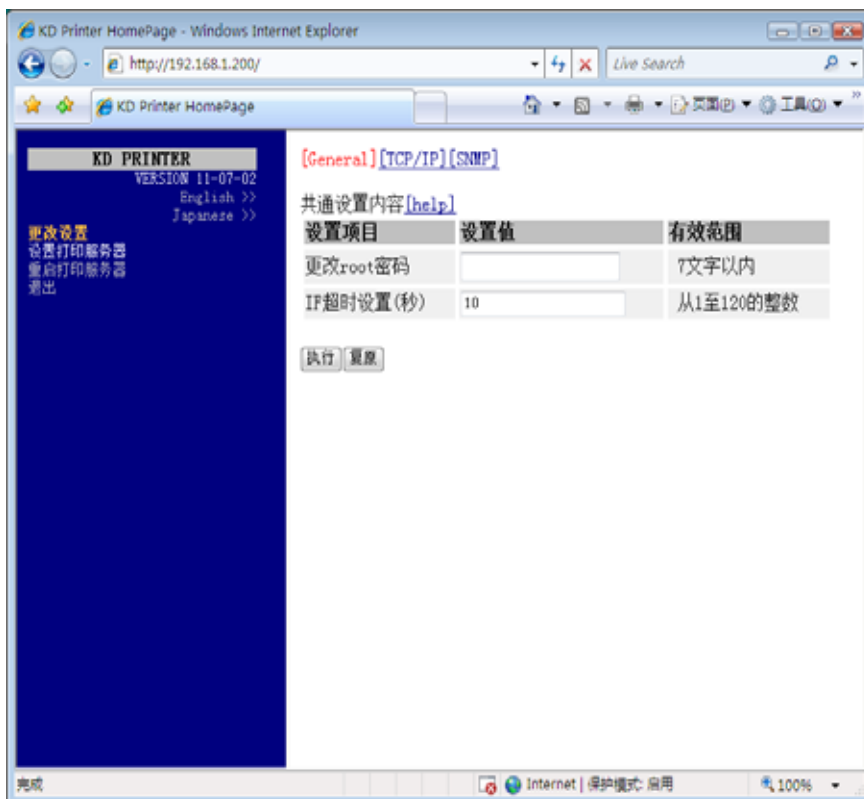 KD Printer HomePage - Windows Internet Explorer
http://192.168.1.200/
Live Search
KD Printer HomePage
页面(P)
工具(O)
KD PRINTER
VERSION 11-07-02
English >>
Japanese >>
更改设置
设置打印服务器
重启打印服务器
退出
[General][TCP/IP][SNMP]
共通设置内容[help]
设置项目 设置值 有效范围
更改root密码 7文字以内
IF超时设置(秒) 10 从1至120的整数
执行 复原
完成 Internet | 保护模式: 启用 100%